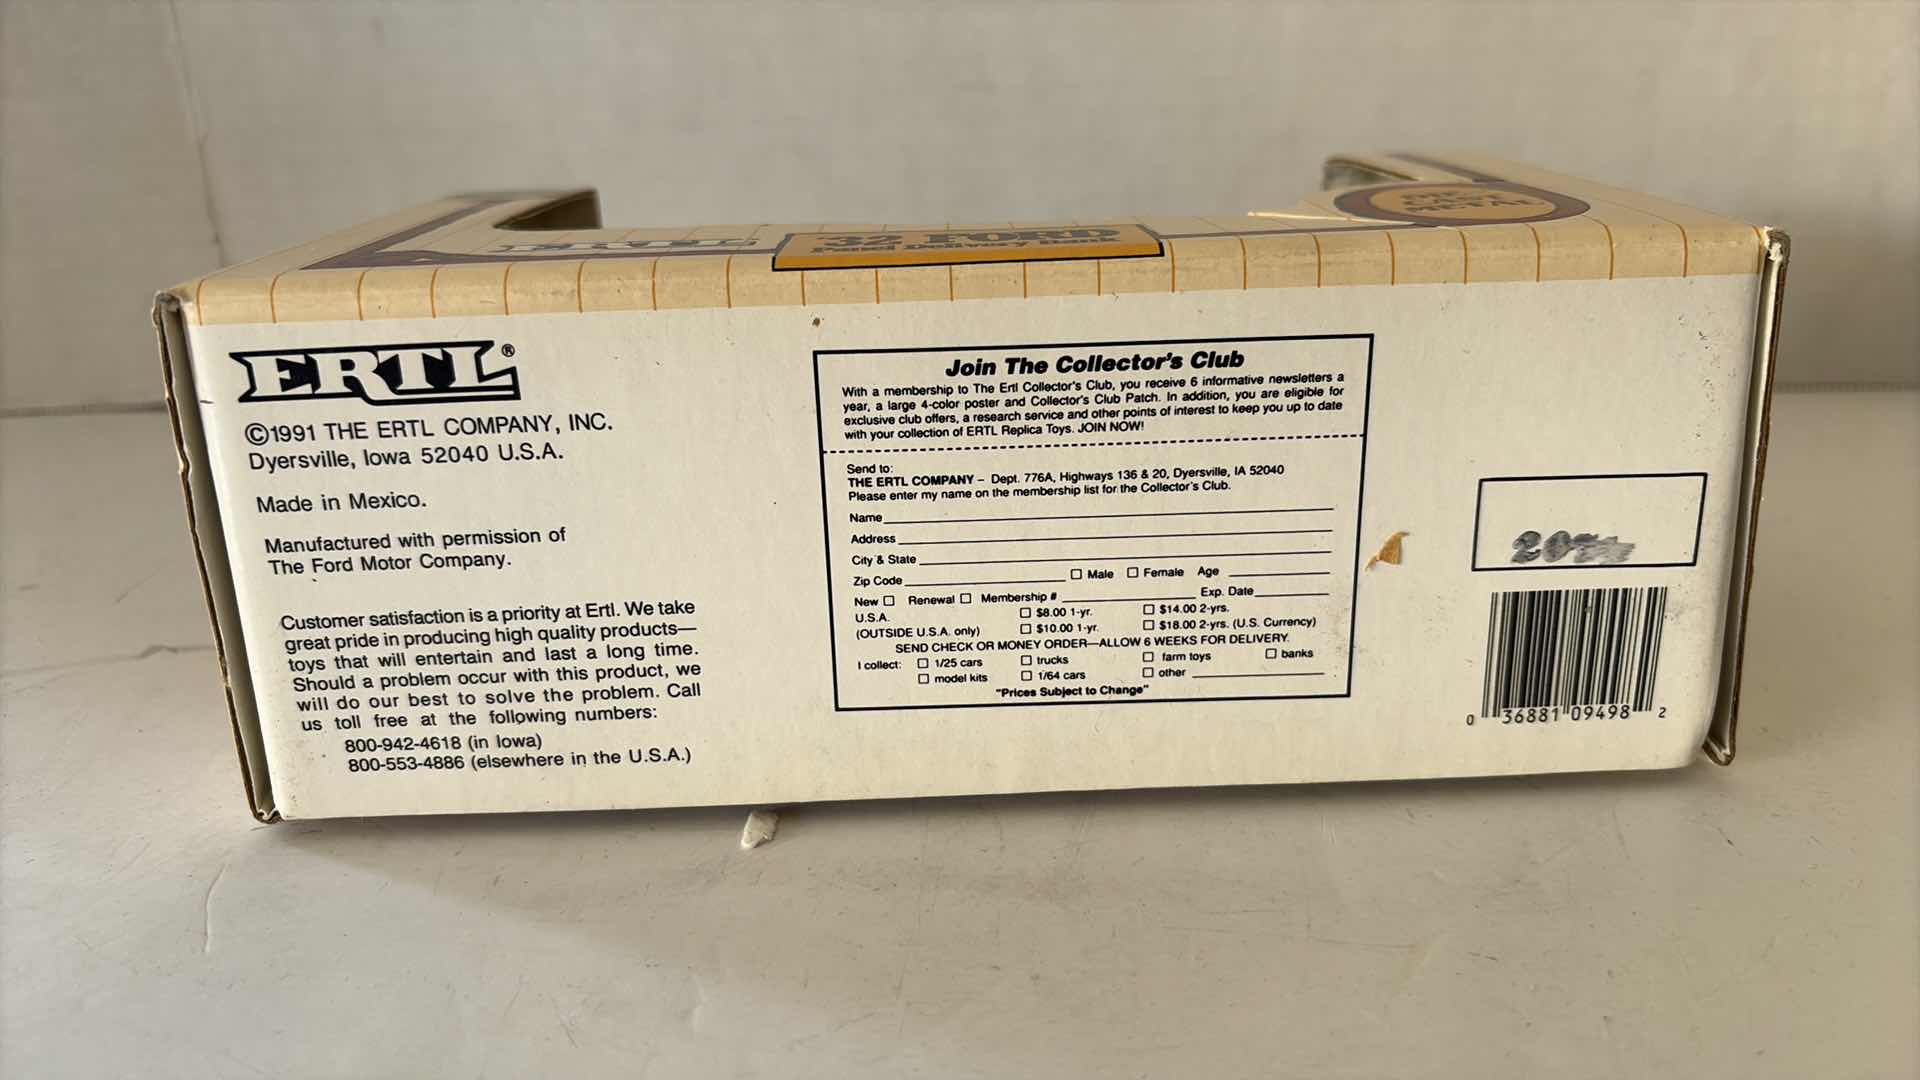 ERTL
'32 FORD
Panel Delivery Bank
DIE-CAST
METAL
ERTL®
©1991 THE ERTL COMPANY, INC.
Dyersville, Iowa 52040 U.S.A.
Made in Mexico.
Manufactured with permission of
The Ford Motor Company.
Customer satisfaction is a priority at Ertl. We take
great pride in producing high quality products—
toys that will entertain and last a long time.
Should a problem occur with this product, we
will do our best to solve the problem. Call
us toll free at the following numbers:
800-942-4618 (in Iowa)
800-553-4886 (elsewhere in the U.S.A.)
Join The Collector's Club
With a membership to The Ertl Collector's Club, you receive 6 informative newsletters a
year, a large 4-color poster and Collector's Club Patch. In addition, you are eligible for
exclusive club offers, a research service and other points of interest to keep you up to date
with your collection of ERTL Replica Toys. JOIN NOW!
Send to:
THE ERTL COMPANY – Dept. 776A, Highways 136 & 20, Dyersville, IA 52040
Please enter my name on the membership list for the Collector's Club.
Name
Address
City & State
Zip Code Male Female Age
New Renewal Membership # Exp. Date
U.S.A. $8.00 1-yr. $14.00 2-yrs.
(OUTSIDE U.S.A. only) $10.00 1-yr. $18.00 2-yrs. (U.S. Currency)
SEND CHECK OR MONEY ORDER—ALLOW 6 WEEKS FOR DELIVERY.
I collect: 1/25 cars trucks farm toys banks
model kits 1/64 cars other
"Prices Subject to Change"
0 36881 09498 2